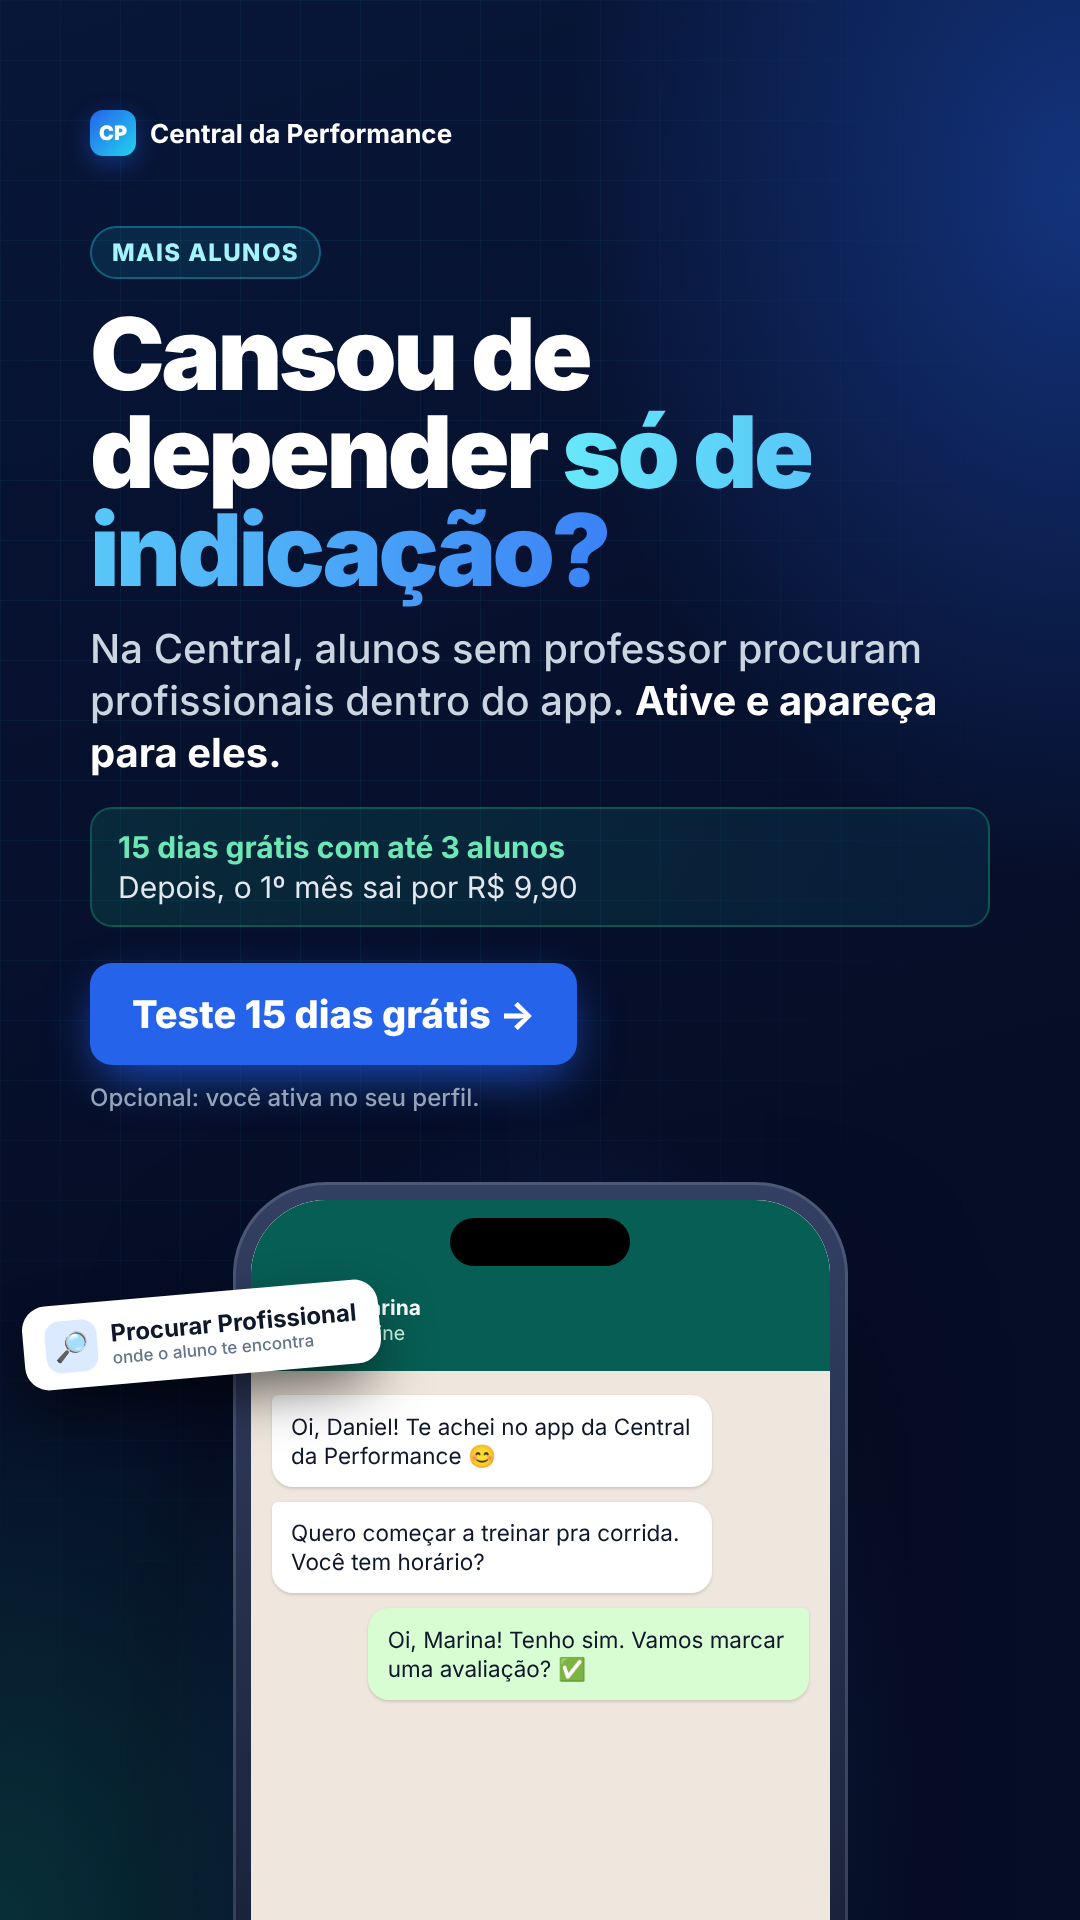 CP
Central da Performance
MAIS ALUNOS
Cansou de
depender só de
indicação?
Na Central, alunos sem professor procuram
profissionais dentro do app. Ative e apareça
para eles.
15 dias grátis com até 3 alunos
Depois, o 1º mês sai por R$ 9,90
Teste 15 dias grátis →
Opcional: você ativa no seu perfil.
Procurar Profissional
onde o aluno te encontra
Oi, Daniel! Te achei no app da Central
da Performance 😊
Quero começar a treinar pra corrida.
Você tem horário?
Oi, Marina! Tenho sim. Vamos marcar
uma avaliação? ✅